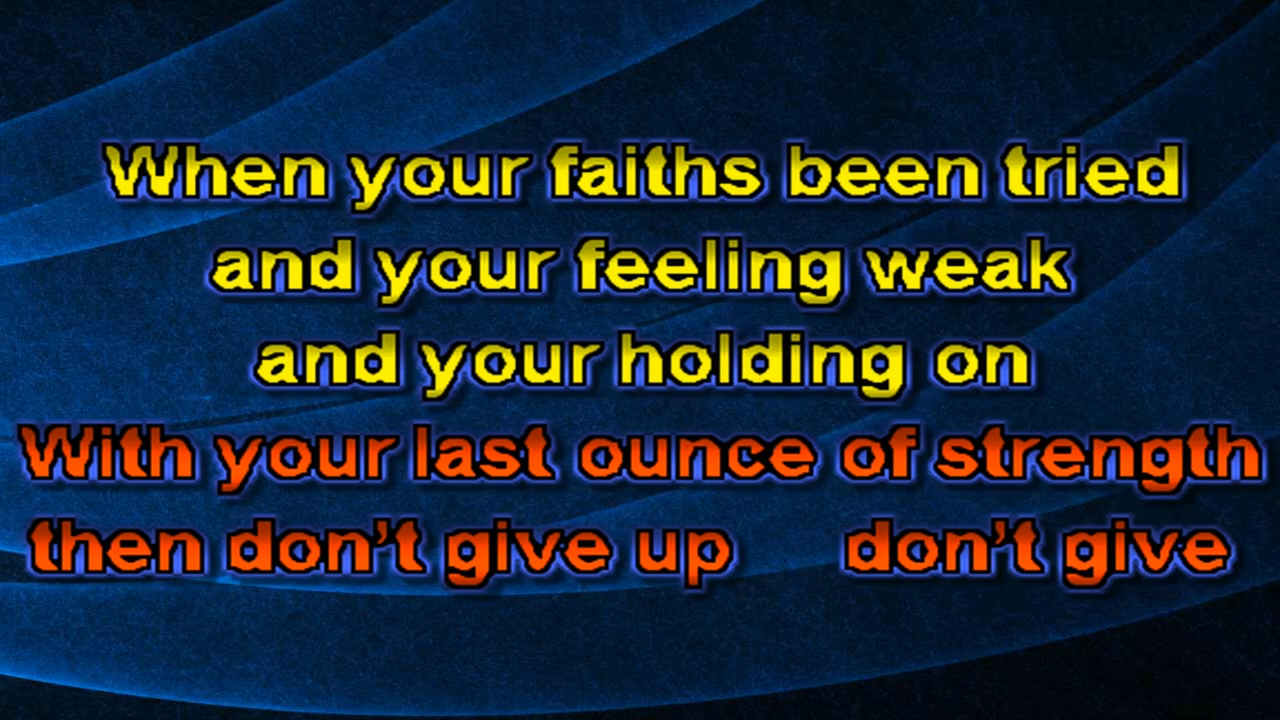 When your faiths been tried
and your feeling weak
and your holding on
With your last ounce of strength
then don't give up don't give